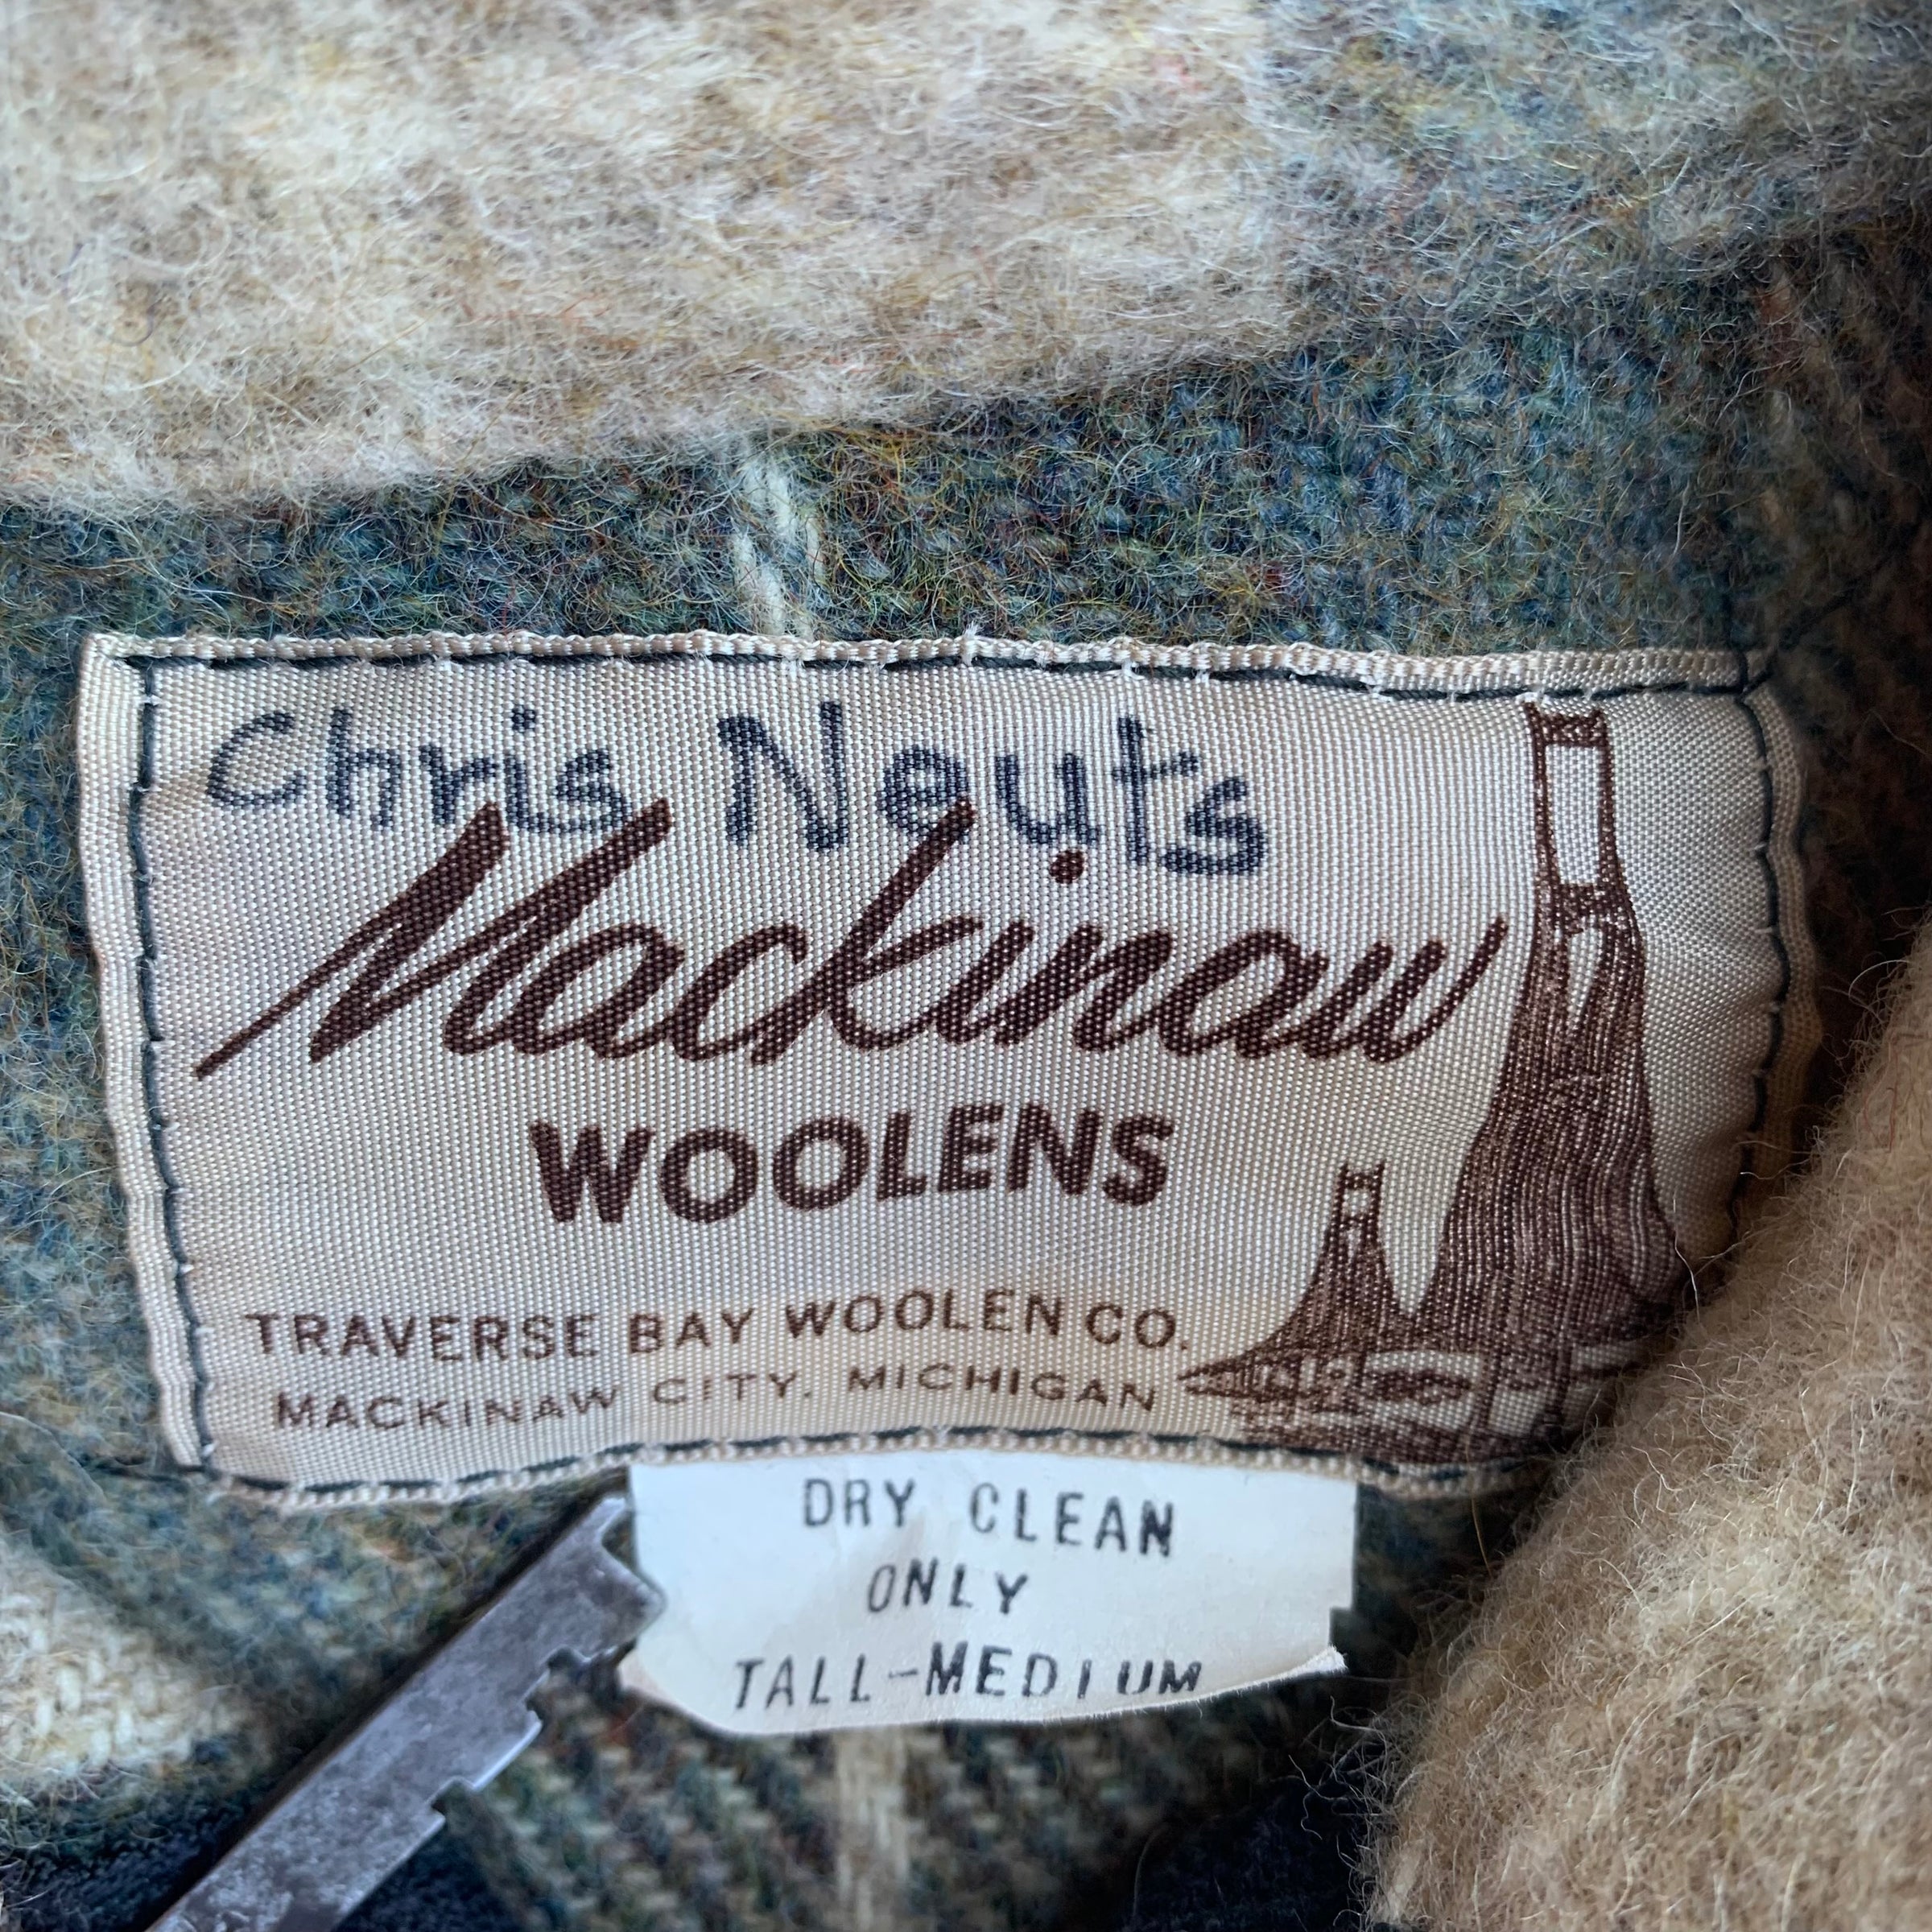 Chris Neuts
Mackinaw
WOOLENS
TRAVERSE BAY WOOLEN CO.
MACKINAW CITY, MICHIGAN
DRY CLEAN
ONLY
TALL-MEDIUM